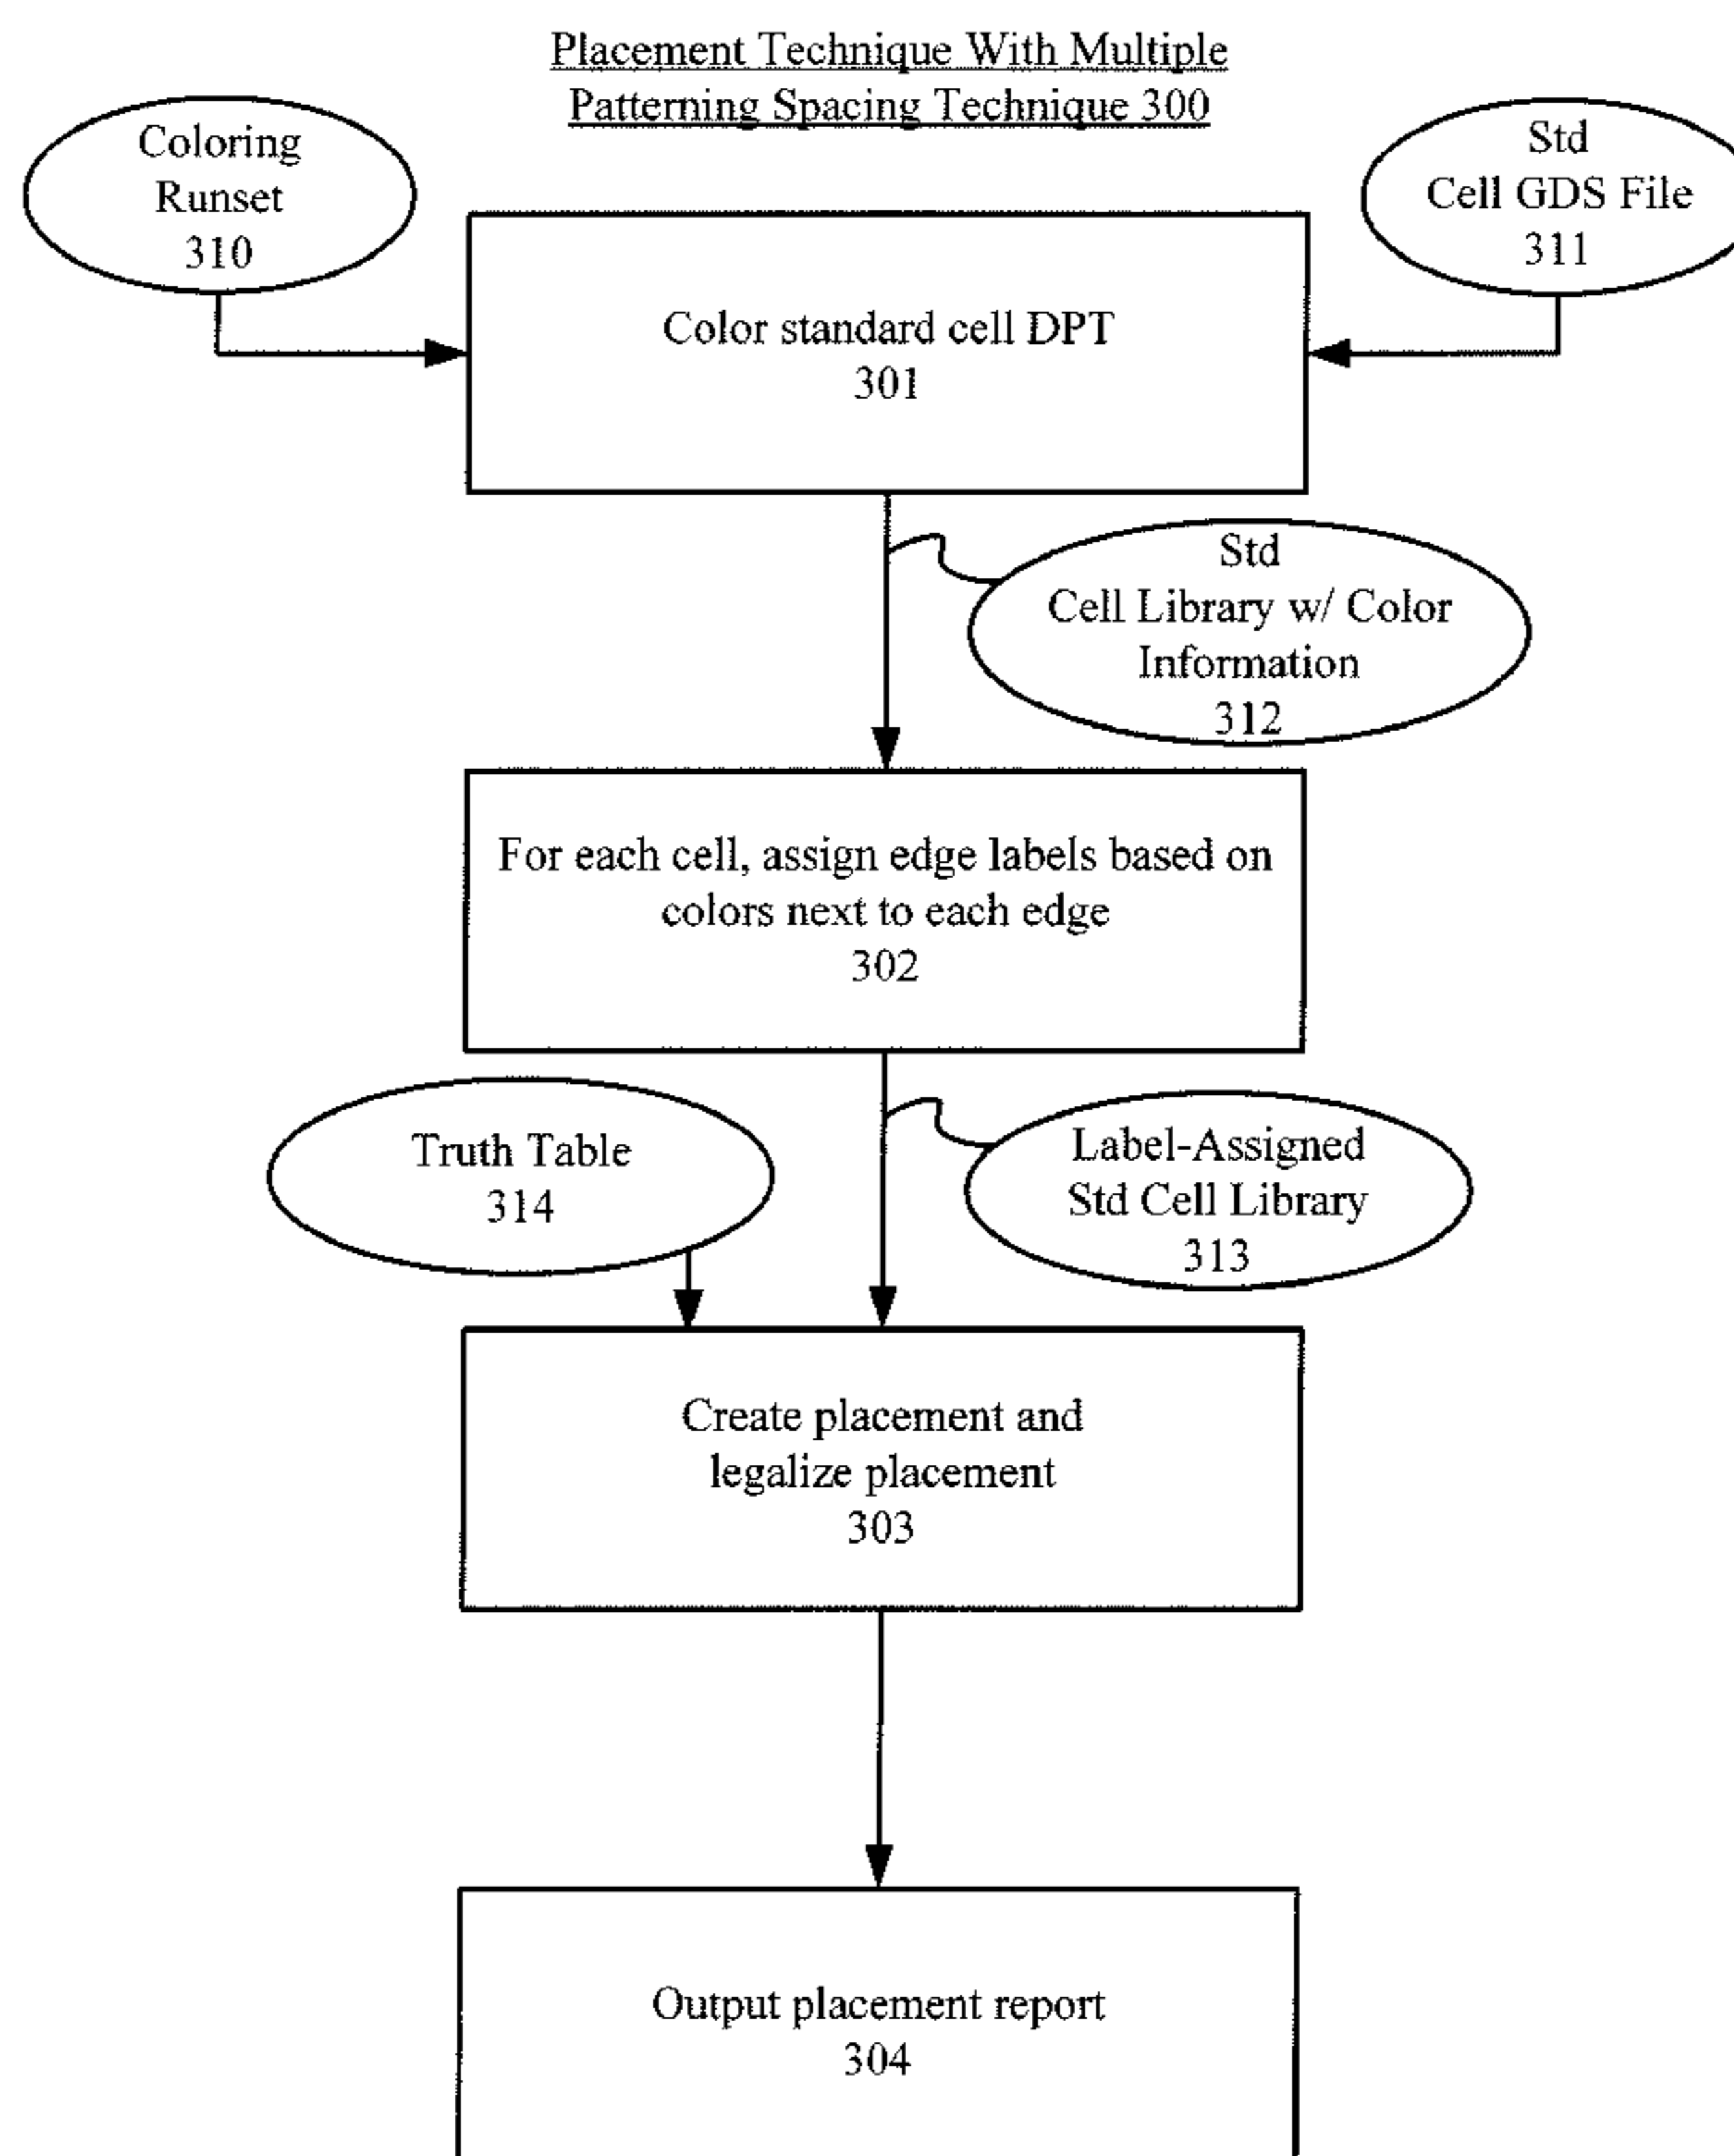 Placement Technique With Multiple
Patterning Spacing Technique 300
Coloring
Runset
310
Std
Cell GDS File
311
Color standard cell DPT
301
Std
Cell Library w/ Color
Information
312
For each cell, assign edge labels based on
colors next to each edge
302
Truth Table
314
Label-Assigned
Std Cell Library
313
Create placement and
legalize placement
303
Output placement report
304